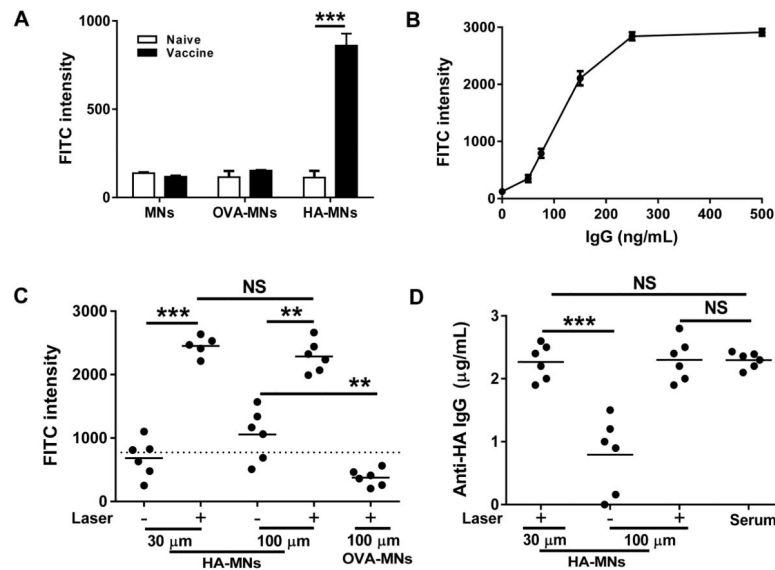 A
Naive
Vaccine
***
1000
500
0
FITC intensity
MNs OVA-MNs HA-MNs
B
3000
2000
1000
0
FITC intensity
0 100 200 300 400 500
IgG (ng/mL)
C
NS
*** **
**
3000
2000
1000
0
FITC intensity
Laser - + - + +
30 μm 100 μm 100 μm
HA-MNs OVA-MNs
D
NS
*** NS
3
2
1
0
Anti-HA IgG (μg/mL)
Laser + - + Serum
30 μm 100 μm
HA-MNs